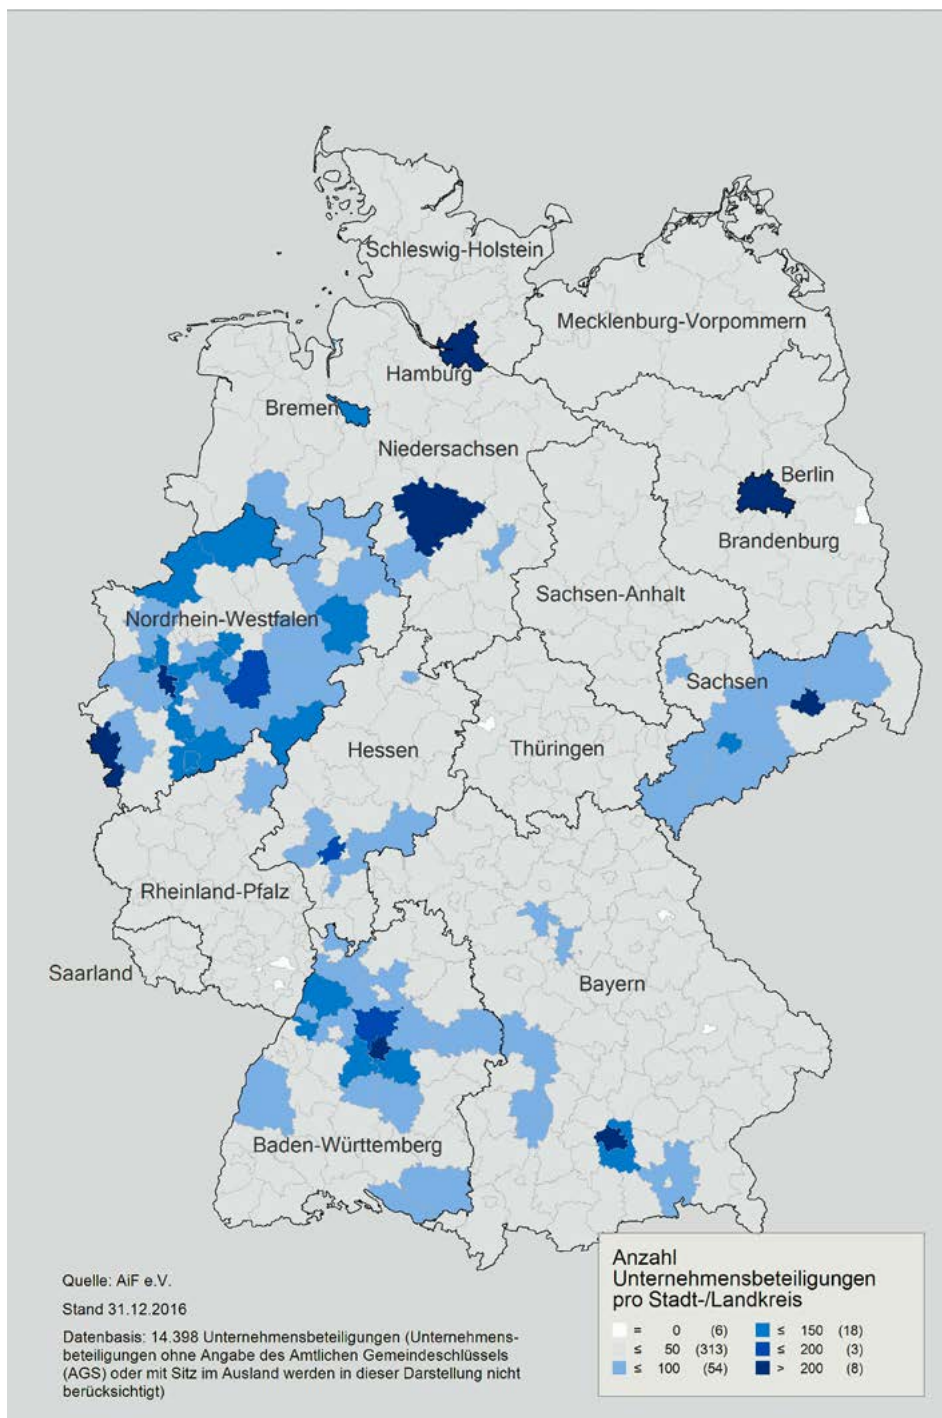 Schleswig-Holstein
Mecklenburg-Vorpommern
Hamburg
Bremen
Niedersachsen
Berlin
Brandenburg
Sachsen-Anhalt
Nordrhein-Westfalen
Sachsen
Hessen
Thüringen
Rheinland-Pfalz
Saarland
Bayern
Baden-Württemberg
Quelle: AiF e.V.
Stand 31.12.2016
Datenbasis: 14.398 Unternehmensbeteiligungen (Unternehmens-
beteiligungen ohne Angabe des Amtlichen Gemeindeschlüssels
(AGS) oder mit Sitz im Ausland werden in dieser Darstellung nicht
berücksichtigt)
Anzahl
Unternehmensbeteiligungen
pro Stadt-/Landkreis
= 0 (6) ≤ 150 (18)
≤ 50 (313) ≤ 200 (3)
≤ 100 (54) > 200 (8)